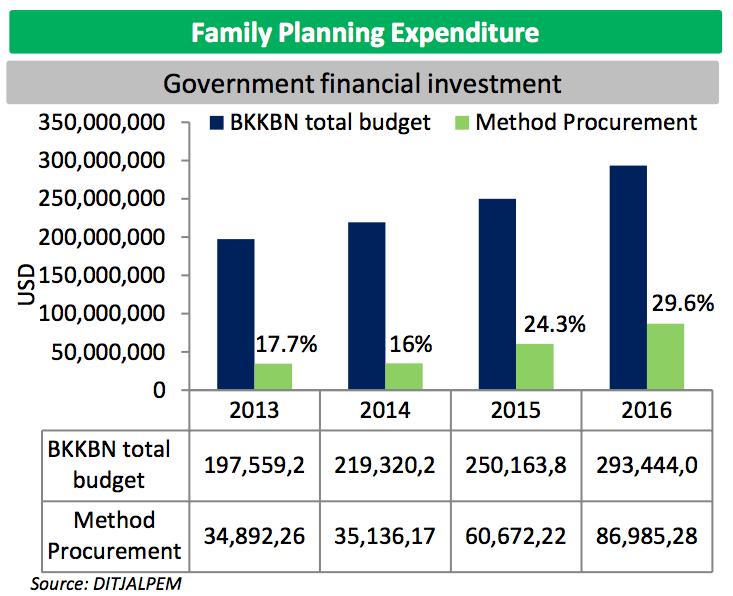 Family Planning Expenditure
Government financial investment
BKKBN total budget
Method Procurement
350,000,000
300,000,000
250,000,000
200,000,000
150,000,000
100,000,000
50,000,000
0
USD
17.7%
16%
24.3%
29.6%
2013 2014 2015 2016
BKKBN total
budget
197,559,2 219,320,2 250,163,8 293,444,0
Method
Procurement
34,892,26 35,136,17 60,672,22 86,985,28
Source: DITJALPEM